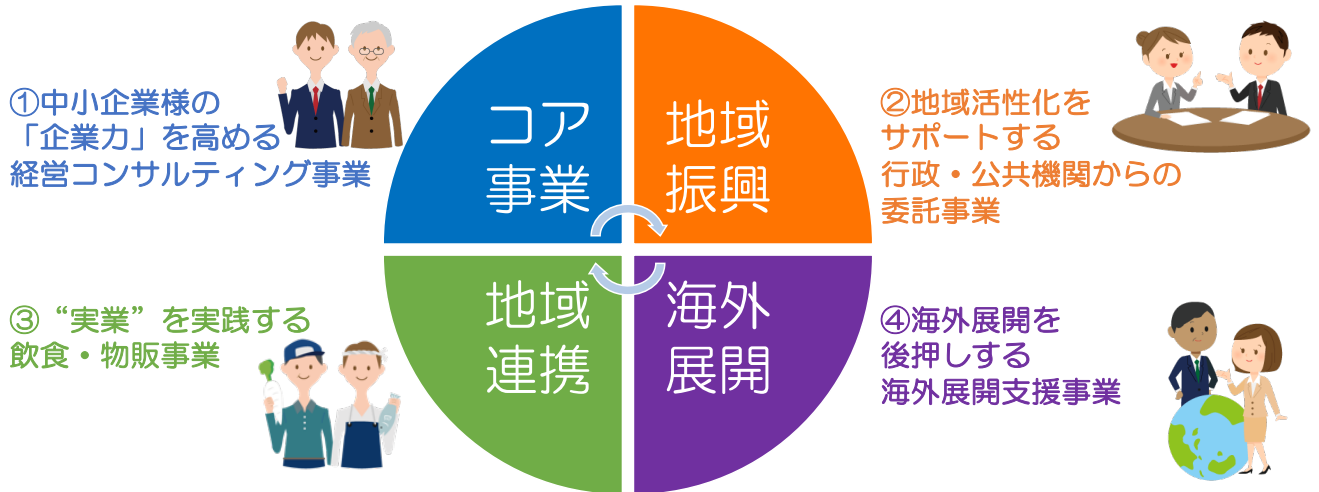 ①中小企業様の
「企業力」を高める
経営コンサルティング事業
コア
事業
地域
振興
②地域活性化を
サポートする
行政・公共機関からの
委託事業
③“実業”を実践する
飲食・物販事業
地域
連携
海外
展開
④海外展開を
後押しする
海外展開支援事業